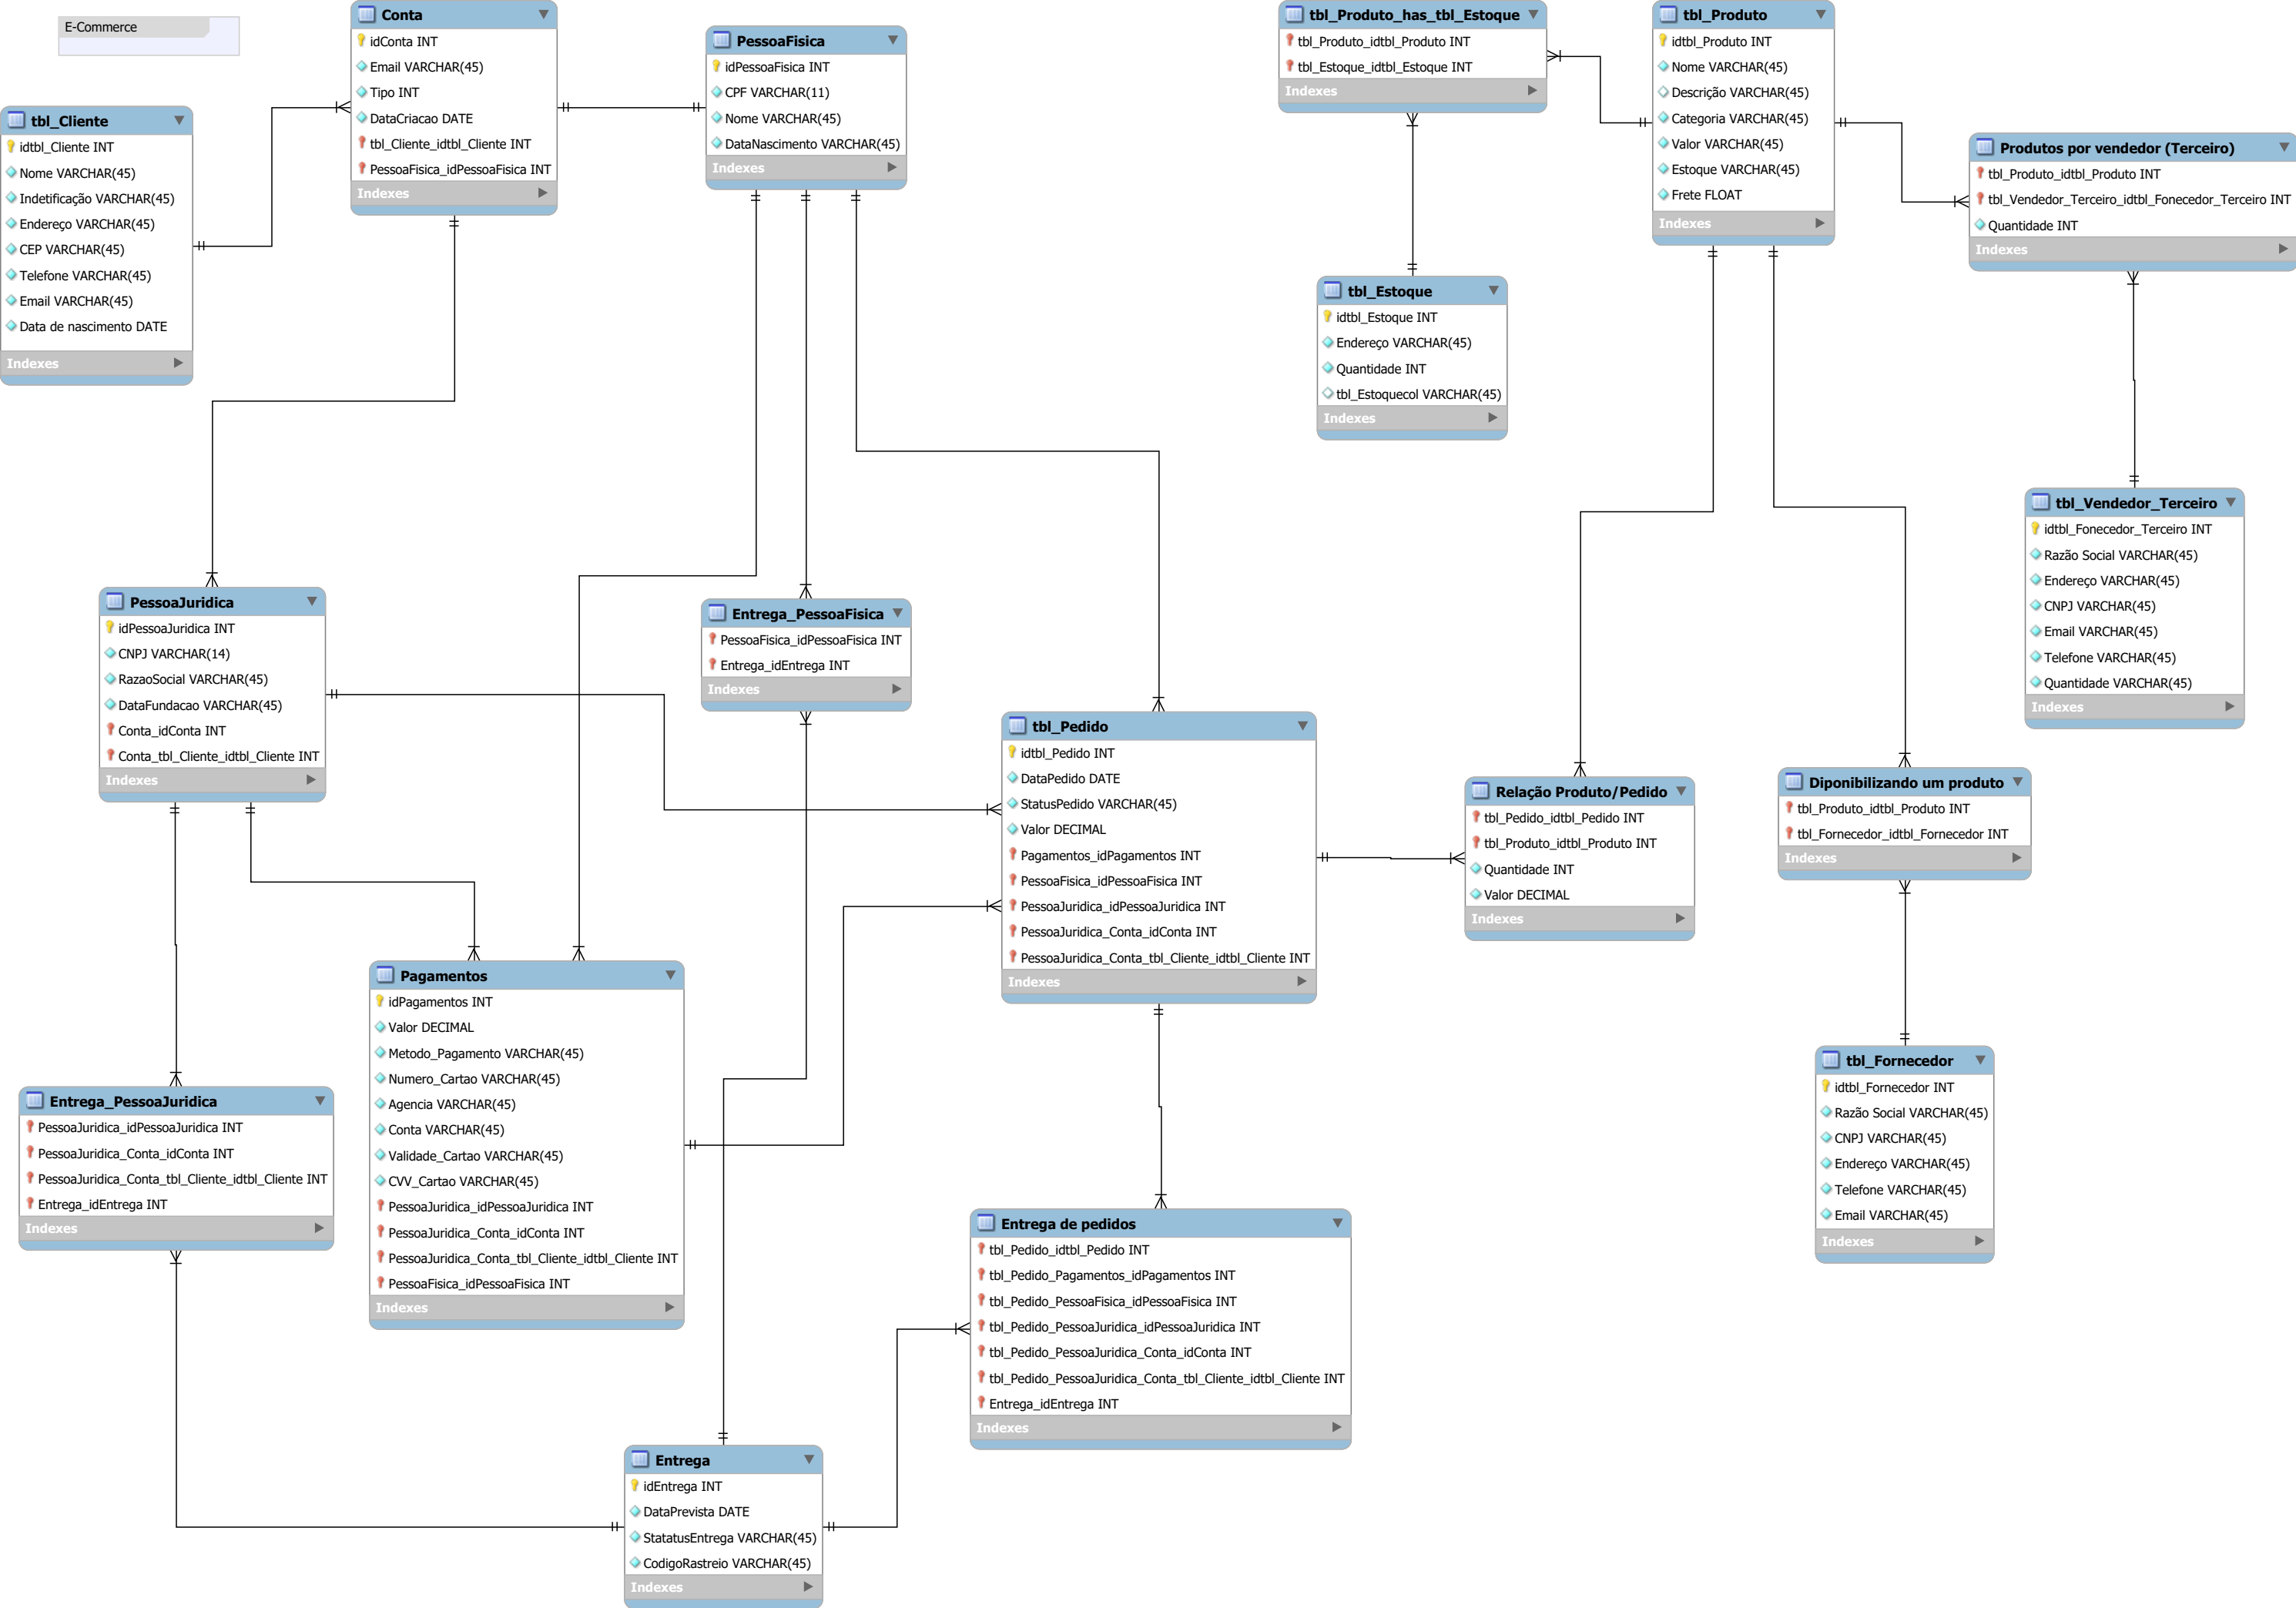 E-Commerce
tbl_Cliente
idtbl_Cliente INT
Nome VARCHAR(45)
Indetificação VARCHAR(45)
Endereço VARCHAR(45)
CEP VARCHAR(45)
Telefone VARCHAR(45)
Email VARCHAR(45)
Data de nascimento DATE
Indexes
Conta
idConta INT
Email VARCHAR(45)
Tipo INT
DataCriacao DATE
tbl_Cliente_idtbl_Cliente INT
PessoaFisica_idPessoaFisica INT
Indexes
PessoaFisica
idPessoaFisica INT
CPF VARCHAR(11)
Nome VARCHAR(45)
DataNascimento VARCHAR(45)
Indexes
tbl_Produto_has_tbl_Estoque
tbl_Produto_idtbl_Produto INT
tbl_Estoque_idtbl_Estoque INT
Indexes
tbl_Produto
idtbl_Produto INT
Nome VARCHAR(45)
Descrição VARCHAR(45)
Categoria VARCHAR(45)
Valor VARCHAR(45)
Estoque VARCHAR(45)
Frete FLOAT
Indexes
Produtos por vendedor (Terceiro)
tbl_Produto_idtbl_Produto INT
tbl_Vendedor_Terceiro_idtbl_Fonecedor_Terceiro INT
Quantidade INT
Indexes
tbl_Estoque
idtbl_Estoque INT
Endereço VARCHAR(45)
Quantidade INT
tbl_Estoquecol VARCHAR(45)
Indexes
tbl_Vendedor_Terceiro
idtbl_Fonecedor_Terceiro INT
Razão Social VARCHAR(45)
Endereço VARCHAR(45)
CNPJ VARCHAR(45)
Email VARCHAR(45)
Telefone VARCHAR(45)
Quantidade VARCHAR(45)
Indexes
PessoaJuridica
idPessoaJuridica INT
CNPJ VARCHAR(14)
RazaoSocial VARCHAR(45)
DataFundacao VARCHAR(45)
Conta_idConta INT
Conta_tbl_Cliente_idtbl_Cliente INT
Indexes
Entrega_PessoaFisica
PessoaFisica_idPessoaFisica INT
Entrega_idEntrega INT
Indexes
tbl_Pedido
idtbl_Pedido INT
DataPedido DATE
StatusPedido VARCHAR(45)
Valor DECIMAL
Pagamentos_idPagamentos INT
PessoaFisica_idPessoaFisica INT
PessoaJuridica_idPessoaJuridica INT
PessoaJuridica_Conta_idConta INT
PessoaJuridica_Conta_tbl_Cliente_idtbl_Cliente INT
Indexes
Relação Produto/Pedido
tbl_Pedido_idtbl_Pedido INT
tbl_Produto_idtbl_Produto INT
Quantidade INT
Valor DECIMAL
Indexes
Diponibilizando um produto
tbl_Produto_idtbl_Produto INT
tbl_Fornecedor_idtbl_Fornecedor INT
Indexes
Pagamentos
idPagamentos INT
Valor DECIMAL
Metodo_Pagamento VARCHAR(45)
Numero_Cartao VARCHAR(45)
Agencia VARCHAR(45)
Conta VARCHAR(45)
Validade_Cartao VARCHAR(45)
CVV_Cartao VARCHAR(45)
PessoaJuridica_idPessoaJuridica INT
PessoaJuridica_Conta_idConta INT
PessoaJuridica_Conta_tbl_Cliente_idtbl_Cliente INT
PessoaFisica_idPessoaFisica INT
Indexes
tbl_Fornecedor
idtbl_Fornecedor INT
Razão Social VARCHAR(45)
CNPJ VARCHAR(45)
Endereço VARCHAR(45)
Telefone VARCHAR(45)
Email VARCHAR(45)
Indexes
Entrega_PessoaJuridica
PessoaJuridica_idPessoaJuridica INT
PessoaJuridica_Conta_idConta INT
PessoaJuridica_Conta_tbl_Cliente_idtbl_Cliente INT
Entrega_idEntrega INT
Indexes
Entrega de pedidos
tbl_Pedido_idtbl_Pedido INT
tbl_Pedido_Pagamentos_idPagamentos INT
tbl_Pedido_PessoaFisica_idPessoaFisica INT
tbl_Pedido_PessoaJuridica_idPessoaJuridica INT
tbl_Pedido_PessoaJuridica_Conta_idConta INT
tbl_Pedido_PessoaJuridica_Conta_tbl_Cliente_idtbl_Cliente INT
Entrega_idEntrega INT
Indexes
Entrega
idEntrega INT
DataPrevista DATE
StatatusEntrega VARCHAR(45)
CodigoRastreio VARCHAR(45)
Indexes